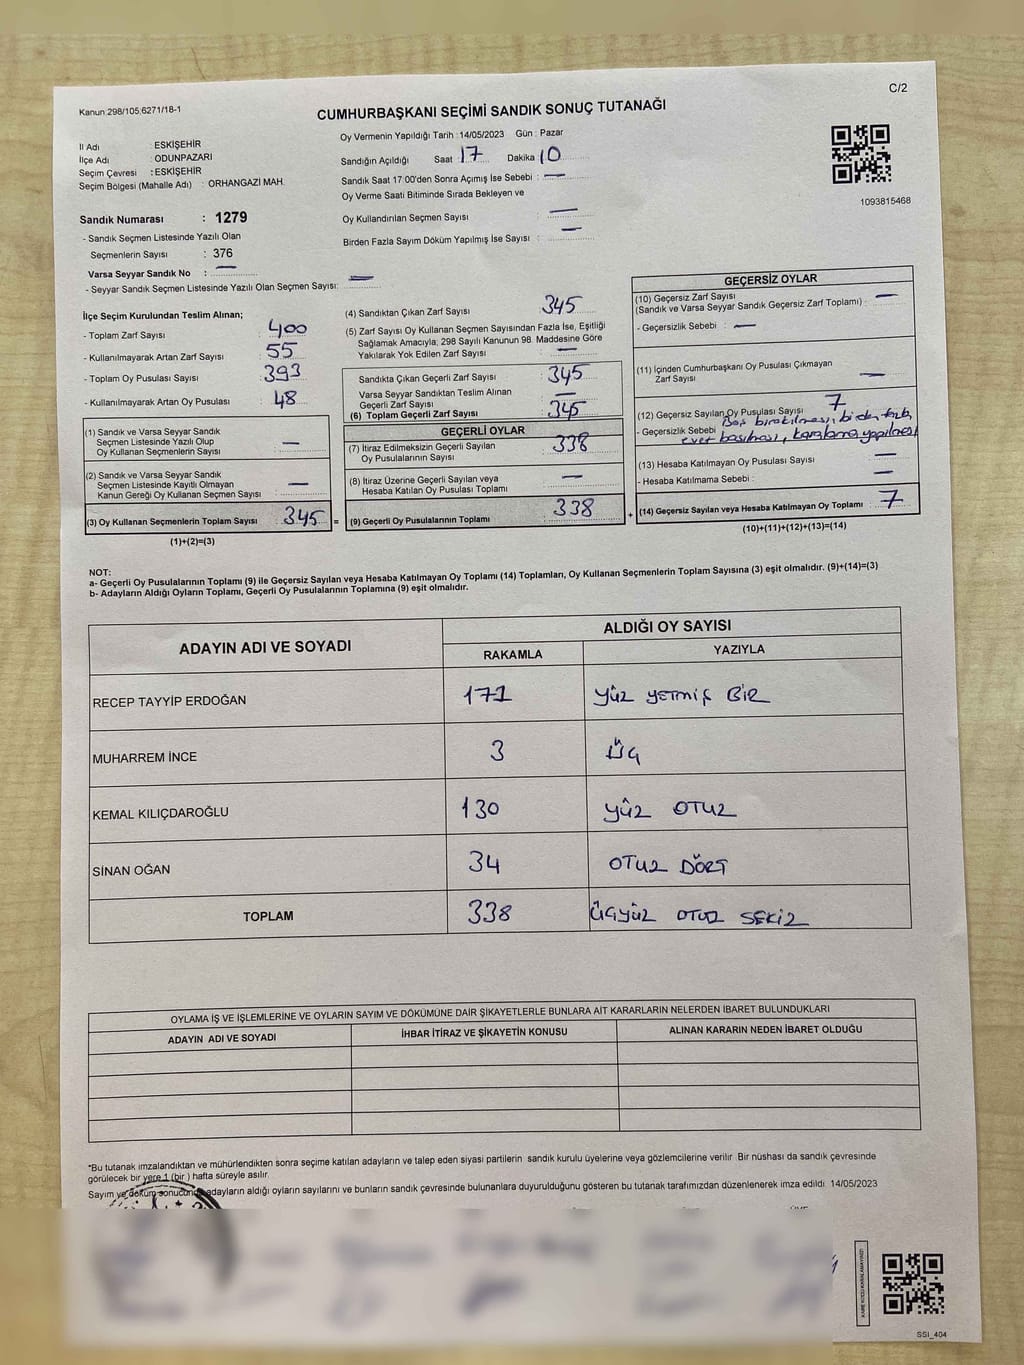 Kanun:298/105;6271/18-1
C/2
CUMHURBAŞKANI SEÇİMİ SANDIK SONUÇ TUTANAĞI
İl Adı : ESKİŞEHİR
İlçe Adı : ODUNPAZARI
Seçim Çevresi : ESKİŞEHİR
Seçim Bölgesi (Mahalle Adı) : ORHANGAZİ MAH.
Sandık Numarası : 1279
- Sandık Seçmen Listesinde Yazılı Olan
Seçmenlerin Sayısı : 376
Varsa Seyyar Sandık No : —
- Seyyar Sandık Seçmen Listesinde Yazılı Olan Seçmen Sayısı: —
Oy Vermenin Yapıldığı Tarih :14/05/2023 Gün : Pazar
Sandığın Açıldığı Saat 17 Dakika 10
Sandık Saat 17:00'den Sonra Açmış İse Sebebi : —
Oy Verme Saati Bitiminde Sırada Bekleyen ve
Oy Kullandırılan Seçmen Sayısı : —
Birden Fazla Sayım Döküm Yapılmış İse Sayısı : —
1093815468
İlçe Seçim Kurulundan Teslim Alınan;
- Toplam Zarf Sayısı : 400
- Kullanılmayarak Artan Zarf Sayısı : 55
- Toplam Oy Pusulası Sayısı : 393
- Kullanılmayarak Artan Oy Pusulası : 48
(1) Sandık ve Varsa Seyyar Sandık
Seçmen Listesinde Yazılı Olup
Oy Kullanan Seçmenlerin Sayısı —
(2) Sandık ve Varsa Seyyar Sandık
Seçmen Listesinde Kayıtlı Olmayan
Kanun Gereği Oy Kullanan Seçmen Sayısı —
(3) Oy Kullanan Seçmenlerin Toplam Sayısı 345 =
(1)+(2)=(3)
(4) Sandıktan Çıkan Zarf Sayısı 345
(5) Zarf Sayısı Oy Kullanan Seçmen Sayısından Fazla İse, Eşitliği
Sağlamak Amacıyla; 298 Sayılı Kanunun 98. Maddesine Göre
Yakılarak Yok Edilen Zarf Sayısı : —
Sandıkta Çıkan Geçerli Zarf Sayısı : 345
Varsa Seyyar Sandıktan Teslim Alınan
Geçerli Zarf Sayısı : —
(6) Toplam Geçerli Zarf Sayısı : 345
GEÇERLİ OYLAR
(7) İtiraz Edilmeksizin Geçerli Sayılan
Oy Pusulalarının Sayısı : 338
(8) İtiraz Üzerine Geçerli Sayılan veya
Hesaba Katılan Oy Pusulası Toplamı : —
(9) Geçerli Oy Pusulalarının Toplamı : 338 +
GEÇERSİZ OYLAR
(10) Geçersiz Zarf Sayısı
(Sandık ve Varsa Seyyar Sandık Geçersiz Zarf Toplamı) : —
- Geçersizlik Sebebi : —
(11) İçinden Cumhurbaşkanı Oy Pusulası Çıkmayan
Zarf Sayısı : —
(12) Geçersiz Sayılan Oy Pusulası Sayısı : 7
- Geçersizlik Sebebi : Boş bırakılması, birden fazla
evet basılması, karalama yapılması
(13) Hesaba Katılmayan Oy Pusulası Sayısı : —
- Hesaba Katılmama Sebebi : —
(14) Geçersiz Sayılan veya Hesaba Katılmayan Oy Toplamı : 7
(10)+(11)+(12)+(13)=(14)
NOT:
a- Geçerli Oy Pusulalarının Toplamı (9) ile Geçersiz Sayılan veya Hesaba Katılmayan Oy Toplamı (14) Toplamları, Oy Kullanan Seçmenlerin Toplam Sayısına (3) eşit olmalıdır. (9)+(14)=(3)
b- Adayların Aldığı Oyların Toplamı, Geçerli Oy Pusulalarının Toplamına (9) eşit olmalıdır.
ADAYIN ADI VE SOYADI
ALDIĞI OY SAYISI
RAKAMLA YAZIYLA
RECEP TAYYİP ERDOĞAN 171 YÜZ YETMİŞ BİR
MUHARREM İNCE 3 ÜÇ
KEMAL KILIÇDAROĞLU 130 YÜZ OTUZ
SİNAN OĞAN 34 OTUZ DÖRT
TOPLAM 338 ÜÇYÜZ OTUZ SEKİZ
OYLAMA İŞ VE İŞLEMLERİNE VE OYLARIN SAYIM VE DÖKÜMÜNE DAİR ŞİKAYETLERLE BUNLARA AİT KARARLARIN NELERDEN İBARET BULUNDUKLARI
ADAYIN ADI VE SOYADI İHBAR İTİRAZ VE ŞİKAYETİN KONUSU ALINAN KARARIN NEDEN İBARET OLDUĞU
*Bu tutanak imzalandıktan ve mühürlendikten sonra seçime katılan adayların ve talep eden siyasi partilerin sandık kurulu üyelerine veya gözlemcilerine verilir. Bir nüshası da sandık çevresinde
görülecek bir yere 1 (bir ) hafta süreyle asılır.
Sayım ve döküm sonucunda adayların aldığı oyların sayılarını ve bunların sandık çevresinde bulunanlara duyurulduğunu gösteren bu tutanak tarafımızdan düzenlenerek imza edildi. 14/05/2023
SSI_404